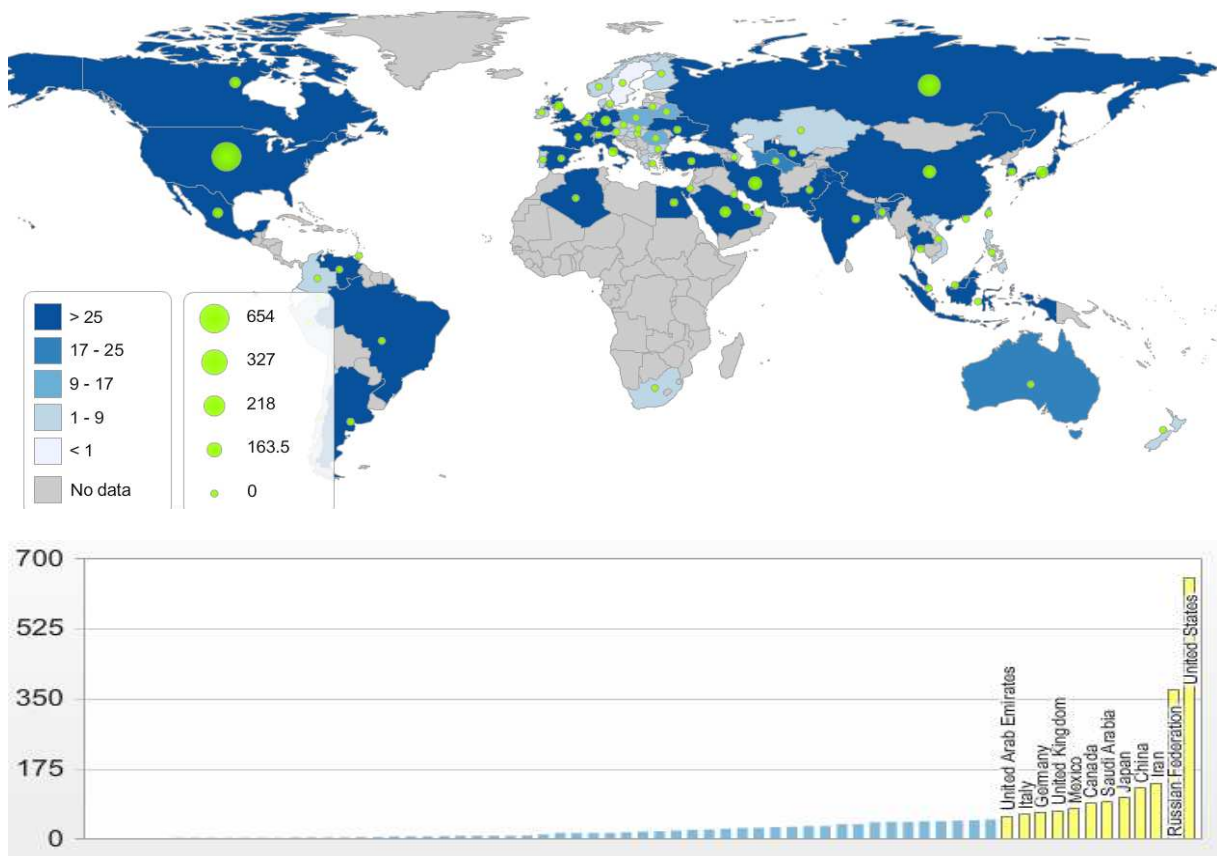 > 25
17 - 25
9 - 17
1 - 9
< 1
No data
654
327
218
163.5
0
700
525
350
175
0
United Arab Emirates
Italy
Germany
United Kingdom
Mexico
Canada
Saudi Arabia
Japan
China
Iran
Russian Federation
United States